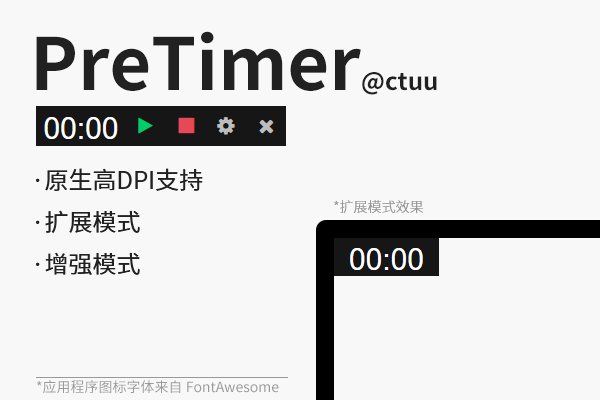 PreTimer@ctuu
00:00
·原生高DPI支持
·扩展模式
·增强模式
*扩展模式效果
00:00
*应用程序图标字体来自 FontAwesome